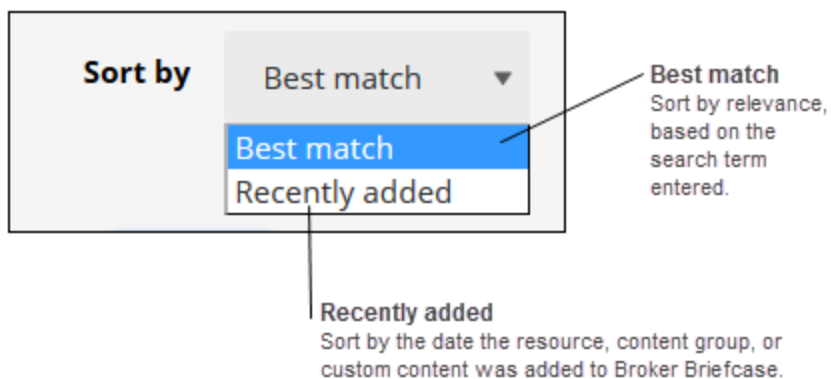 Sort by
Best match
Best match
Recently added
Best match
Sort by relevance,
based on the
search term
entered.
Recently added
Sort by the date the resource, content group, or
custom content was added to Broker Briefcase.